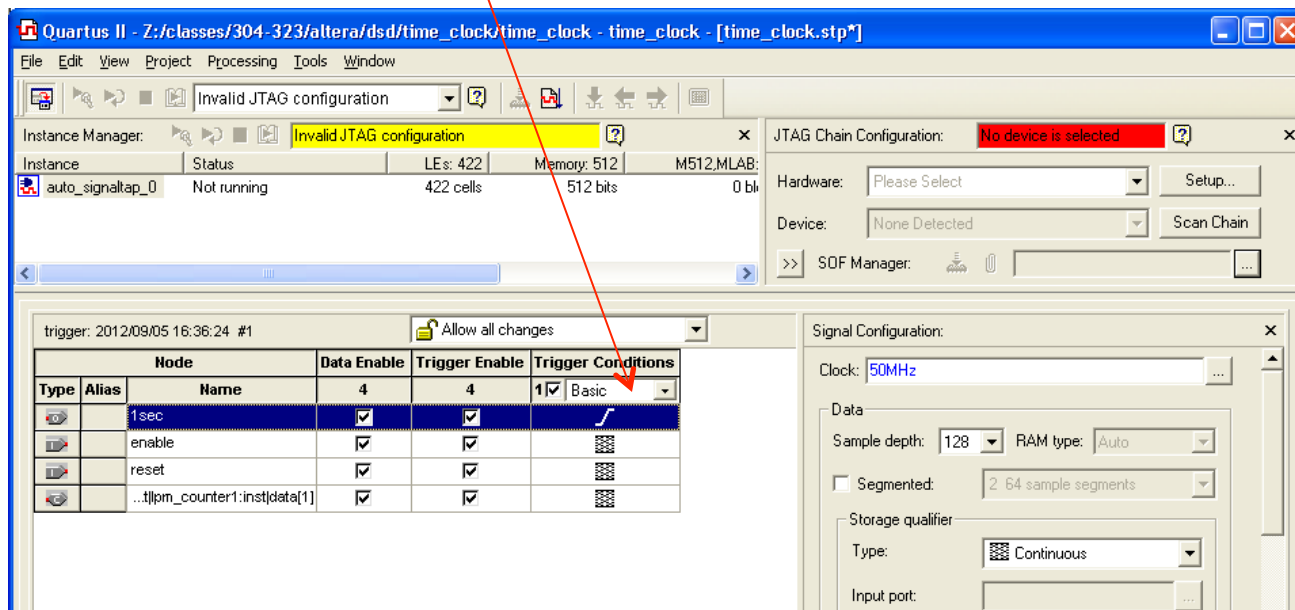 Quartus II - Z:/classes/304-323/altera/dsd/time_clock/time_clock - time_clock - [time_clock.stp*]
File Edit View Project Processing Tools Window
Invalid JTAG configuration
Instance Manager: Invalid JTAG configuration
Instance Status LEs: 422 Memory: 512 M512,MLAB:
auto_signaltap_0 Not running 422 cells 512 bits 0 blo
JTAG Chain Configuration: No device is selected
Hardware: Please Select Setup...
Device: None Detected Scan Chain
>> SOF Manager: ...
trigger: 2012/09/05 16:36:24 #1 Allow all changes
Node Data Enable Trigger Enable Trigger Conditions
Type Alias Name 4 4 1 Basic
1sec
enable
reset
...t|lpm_counter1:inst|data[1]
Signal Configuration:
Clock: 50MHz ...
Data
Sample depth: 128 RAM type: Auto
Segmented: 2 64 sample segments
Storage qualifier
Type: Continuous
Input port: ...